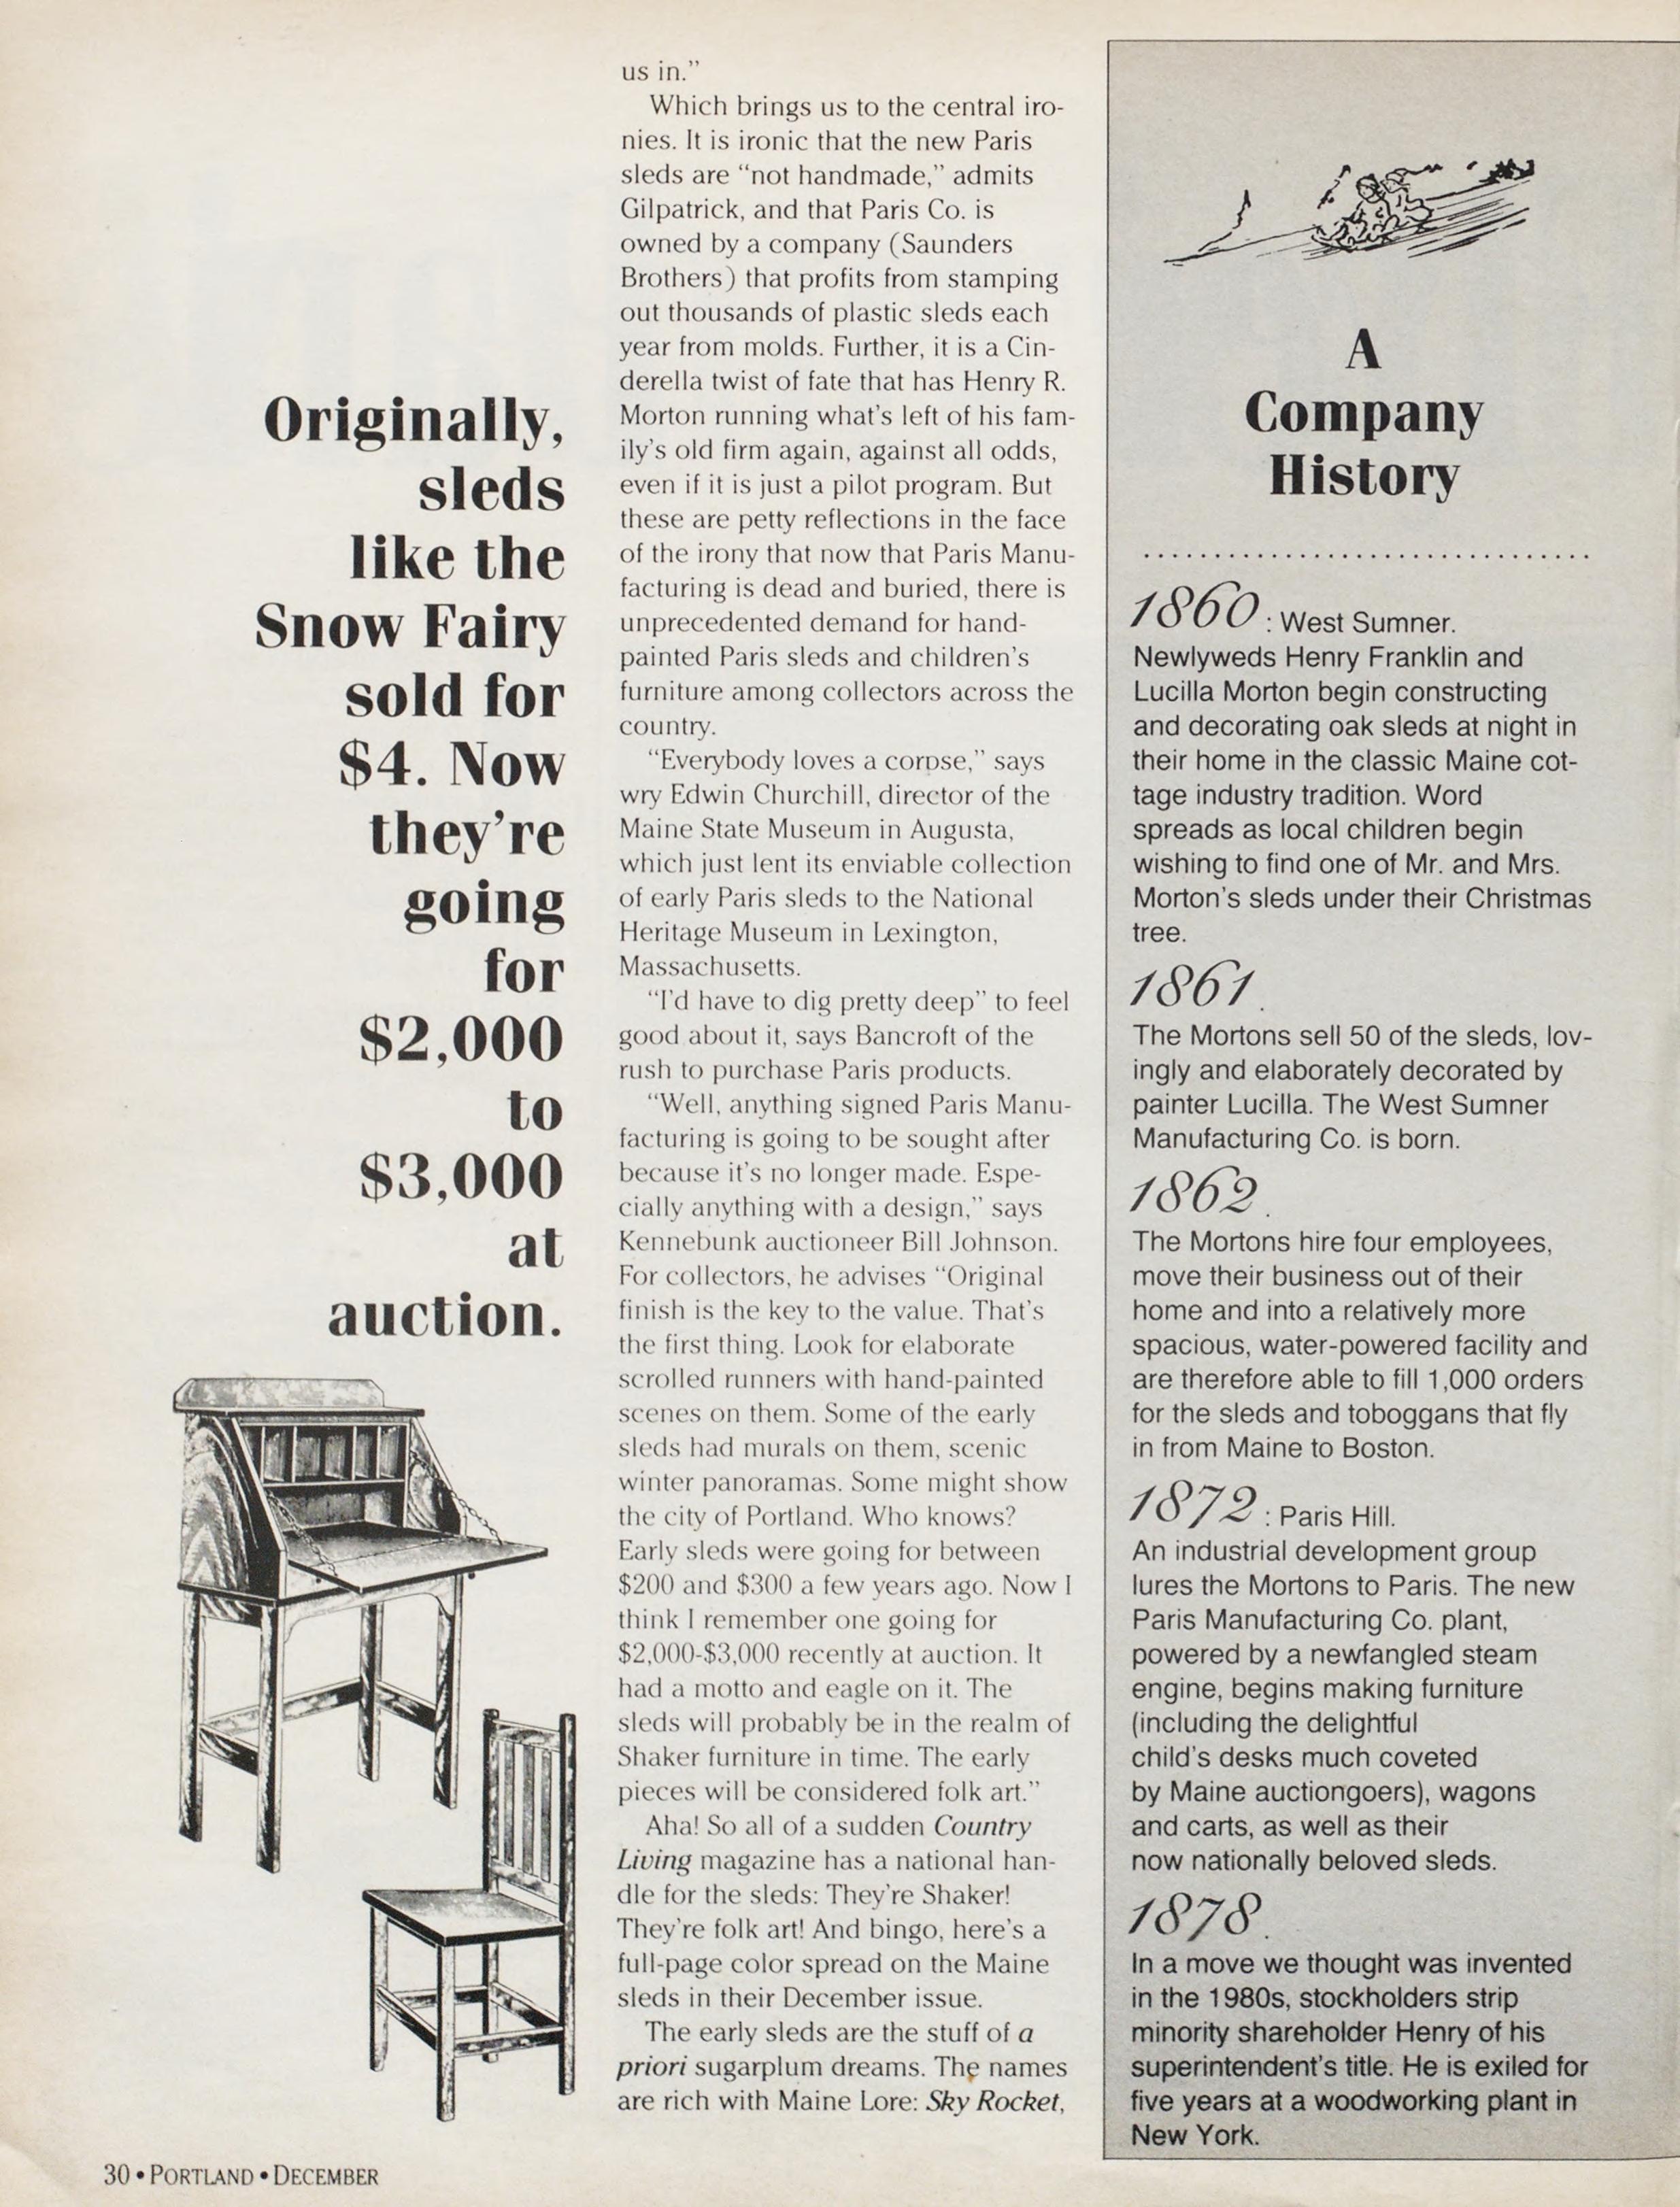 Originally,
sleds
like the
Snow Fairy
sold for
$4. Now
they're
going
for
$2,000
to
$3,000
at
auction.
us in.”
Which brings us to the central iro-
nies. It is ironic that the new Paris
sleds are “not handmade,” admits
Gilpatrick, and that Paris Co. is
owned by a company (Saunders
Brothers) that profits from stamping
out thousands of plastic sleds each
year from molds. Further, it is a Cin-
derella twist of fate that has Henry R.
Morton running what's left of his fam-
ily's old firm again, against all odds,
even if it is just a pilot program. But
these are petty reflections in the face
of the irony that now that Paris Manu-
facturing is dead and buried, there is
unprecedented demand for hand-
painted Paris sleds and children's
furniture among collectors across the
country.
“Everybody loves a corpse,” says
wry Edwin Churchill, director of the
Maine State Museum in Augusta,
which just lent its enviable collection
of early Paris sleds to the National
Heritage Museum in Lexington,
Massachusetts.
“I'd have to dig pretty deep” to feel
good about it, says Bancroft of the
rush to purchase Paris products.
“Well, anything signed Paris Manu-
facturing is going to be sought after
because it's no longer made. Espe-
cially anything with a design,” says
Kennebunk auctioneer Bill Johnson.
For collectors, he advises “Original
finish is the key to the value. That's
the first thing. Look for elaborate
scrolled runners with hand-painted
scenes on them. Some of the early
sleds had murals on them, scenic
winter panoramas. Some might show
the city of Portland. Who knows?
Early sleds were going for between
$200 and $300 a few years ago. Now I
think I remember one going for
$2,000-$3,000 recently at auction. It
had a motto and eagle on it. The
sleds will probably be in the realm of
Shaker furniture in time. The early
pieces will be considered folk art.”
Aha! So all of a sudden Country
Living magazine has a national han-
dle for the sleds: They're Shaker!
They're folk art! And bingo, here's a
full-page color spread on the Maine
sleds in their December issue.
The early sleds are the stuff of a
priori sugarplum dreams. The names
are rich with Maine Lore: Sky Rocket,
A
Company
History
1860: West Sumner.
Newlyweds Henry Franklin and
Lucilla Morton begin constructing
and decorating oak sleds at night in
their home in the classic Maine cot-
tage industry tradition. Word
spreads as local children begin
wishing to find one of Mr. and Mrs.
Morton's sleds under their Christmas
tree.
1861.
The Mortons sell 50 of the sleds, lov-
ingly and elaborately decorated by
painter Lucilla. The West Sumner
Manufacturing Co. is born.
1862.
The Mortons hire four employees,
move their business out of their
home and into a relatively more
spacious, water-powered facility and
are therefore able to fill 1,000 orders
for the sleds and toboggans that fly
in from Maine to Boston.
1872: Paris Hill.
An industrial development group
lures the Mortons to Paris. The new
Paris Manufacturing Co. plant,
powered by a newfangled steam
engine, begins making furniture
(including the delightful
child's desks much coveted
by Maine auctiongoers), wagons
and carts, as well as their
now nationally beloved sleds.
1878.
In a move we thought was invented
in the 1980s, stockholders strip
minority shareholder Henry of his
superintendent's title. He is exiled for
five years at a woodworking plant in
New York.
30 • PORTLAND • DECEMBER